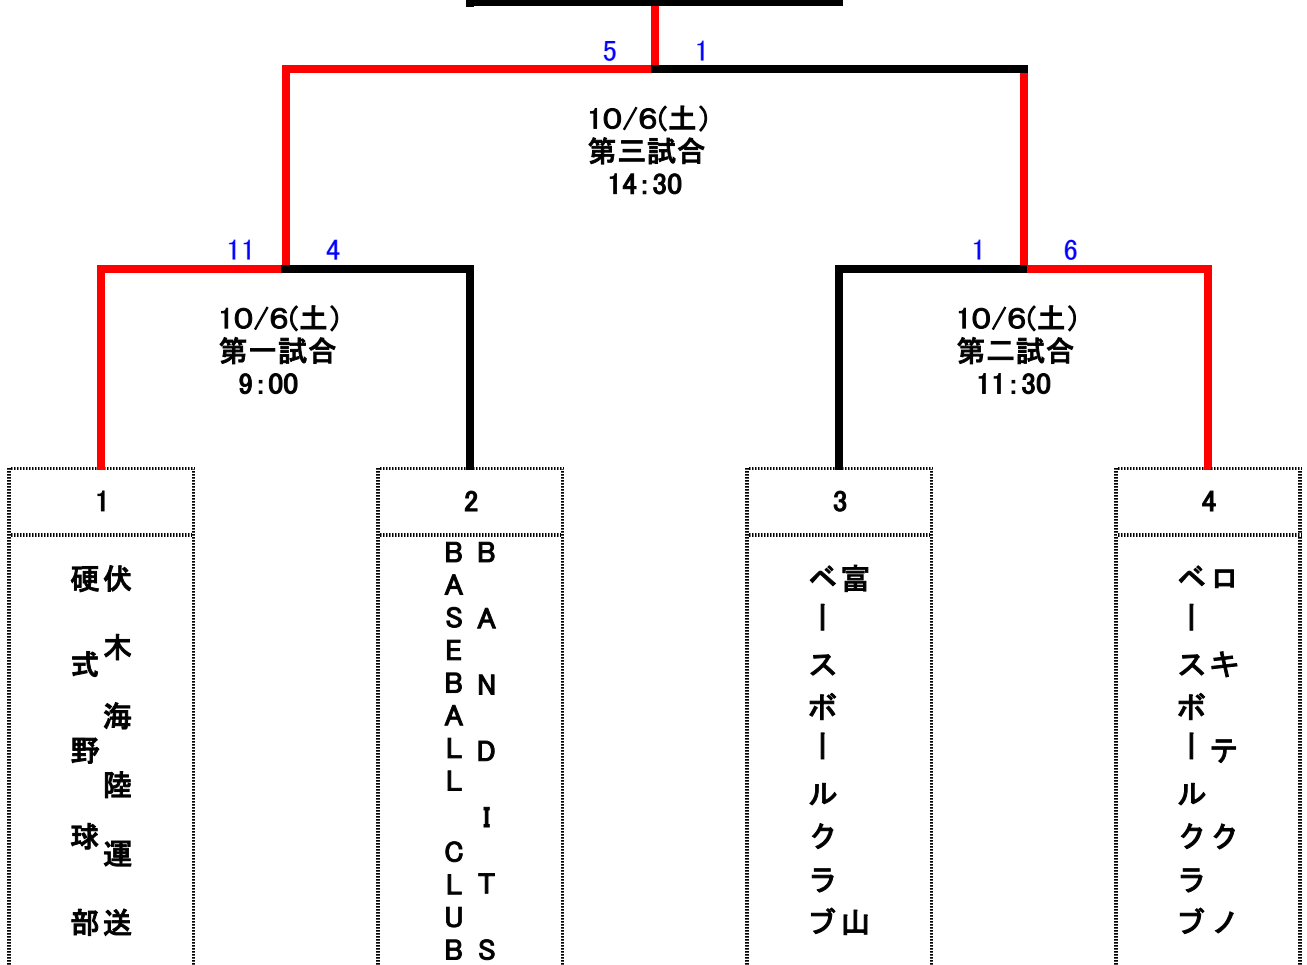 5 1
10/6(土)
第三試合
14:30
11 4
1 6
10/6(土)
第一試合
9:00
10/6(土)
第二試合
11:30
1
2
3
4
伏木海陸運送
硬式野球部
BANDITS
BASEBALL CLUB
富山
ベースボールクラブ
ロキテクノ
ベースボールクラブ